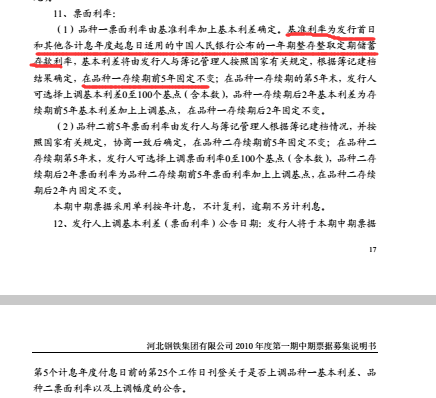 11、票面利率：
（1）品种一票面利率由基准利率加上基本利差确定。基准利率为发行首日
和其他各计息年度起息日适用的中国人民银行公布的一年期整存整取定期储蓄
存款利率，基本利差将由发行人与簿记管理人按照国家有关规定，根据簿记建档
结果确定，在品种一存续期前5年固定不变；在品种一存续期的第5年末，发行人
可选择上调基本利差0至100个基点（含本数），品种一存续期后2年基本利差为存
续期前5年基本利差加上上调基点，在品种一存续期后2年固定不变。
（2）品种二前5年票面利率由发行人与簿记管理人根据簿记建档情况，并按
照国家有关规定，协商一致后确定，在品种二存续期前5年固定不变；在品种二
存续期第5年末，发行人可选择上调票面利率0至100个基点（含本数），品种二存
续期后2年票面利率为品种二存续期前5年票面利率加上上调基点，在品种二存续
期后2年内固定不变。
本期中期票据采用单利按年计息，不计复利，逾期不另计利息。
12、发行人上调基本利差（票面利率）公告日期：发行人将于本期中期票据
17
河北钢铁集团有限公司 2010 年度第一期中期票据募集说明书
第5个计息年度付息日前的第25个工作日刊登关于是否上调品种一基本利差、品
种二票面利率以及上调幅度的公告。